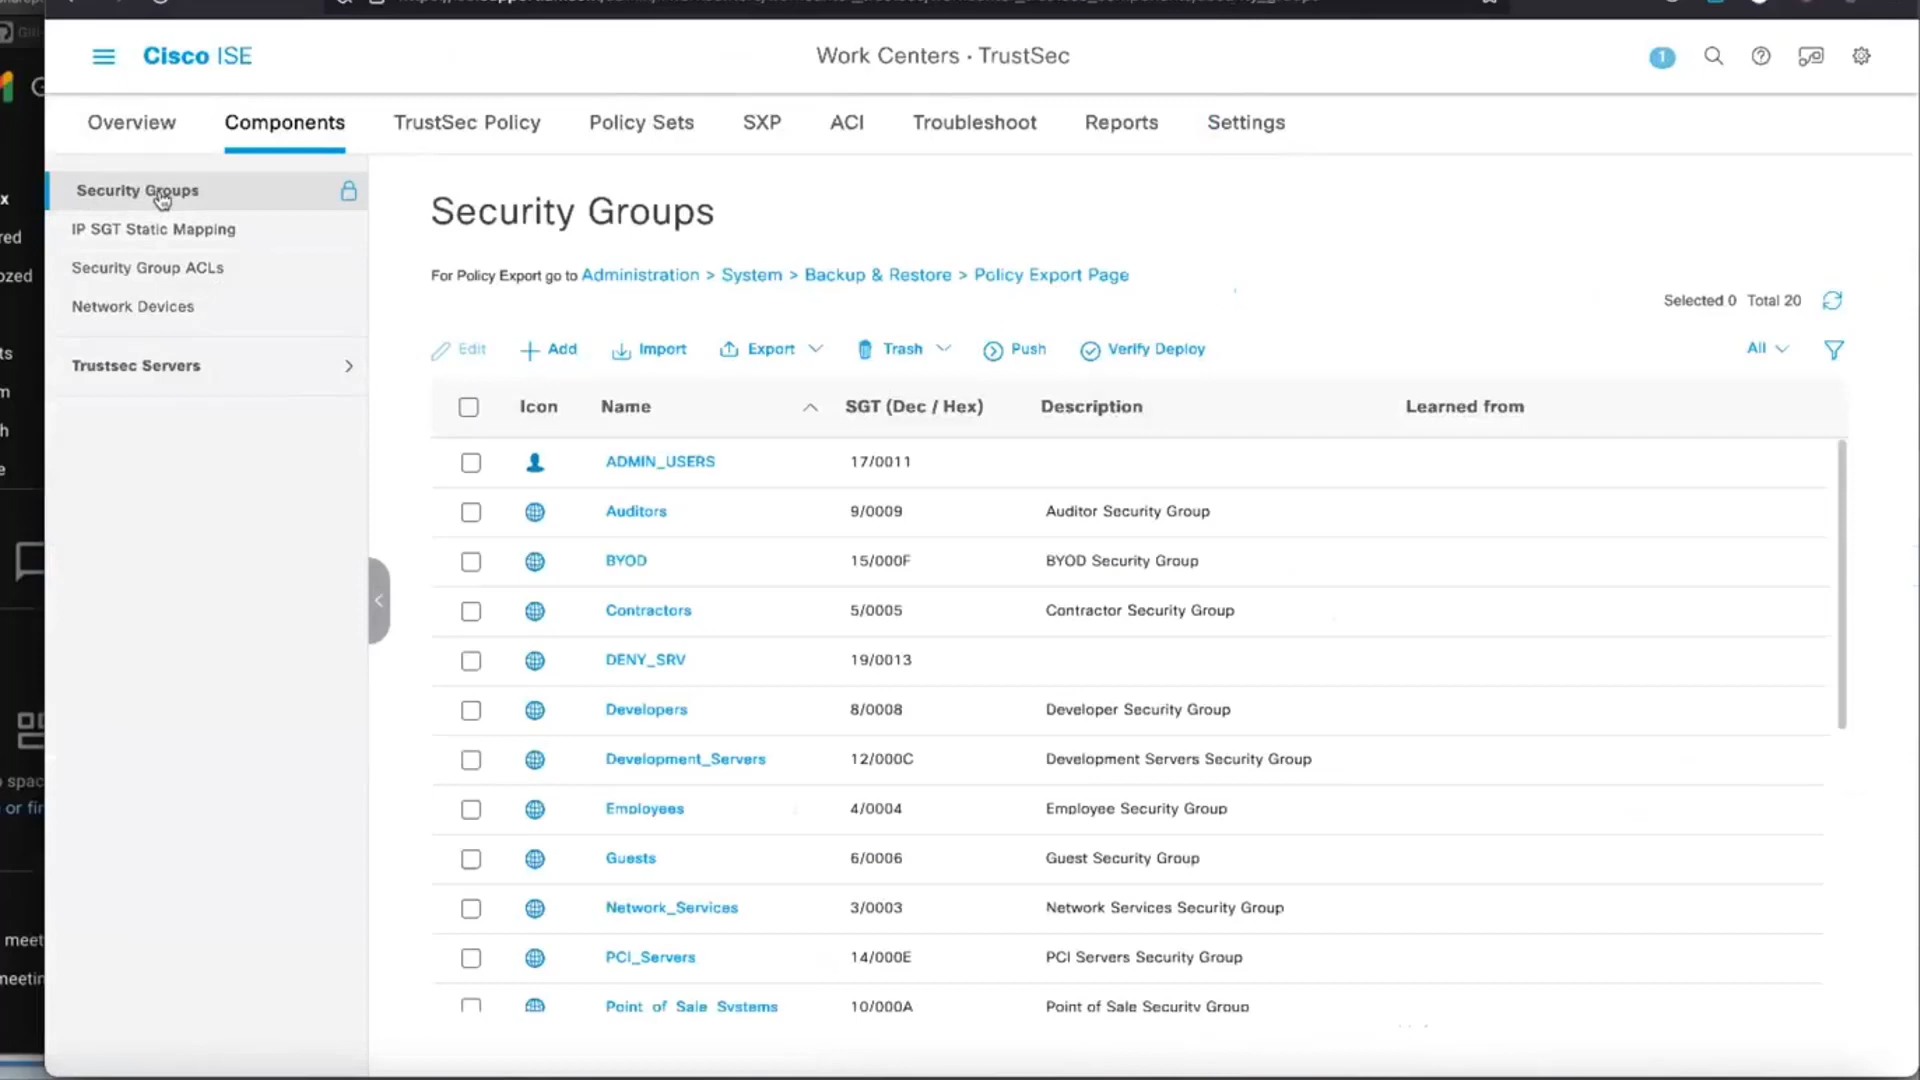 Cisco ISE
Work Centers · TrustSec
1
Overview
Components
TrustSec Policy
Policy Sets
SXP
ACI
Troubleshoot
Reports
Settings
Security Groups
IP SGT Static Mapping
Security Group ACLs
Network Devices
Trustsec Servers
Security Groups
For Policy Export go to Administration > System > Backup & Restore > Policy Export Page
Selected 0 Total 20
Edit
Add
Import
Export
Trash
Push
Verify Deploy
All
Icon Name SGT (Dec / Hex) Description Learned from
ADMIN_USERS 17/0011
Auditors 9/0009 Auditor Security Group
BYOD 15/000F BYOD Security Group
Contractors 5/0005 Contractor Security Group
DENY_SRV 19/0013
Developers 8/0008 Developer Security Group
Development_Servers 12/000C Development Servers Security Group
Employees 4/0004 Employee Security Group
Guests 6/0006 Guest Security Group
Network_Services 3/0003 Network Services Security Group
PCI_Servers 14/000E PCI Servers Security Group
Point_of_Sale_Systems 10/000A Point of Sale Security Group
meet